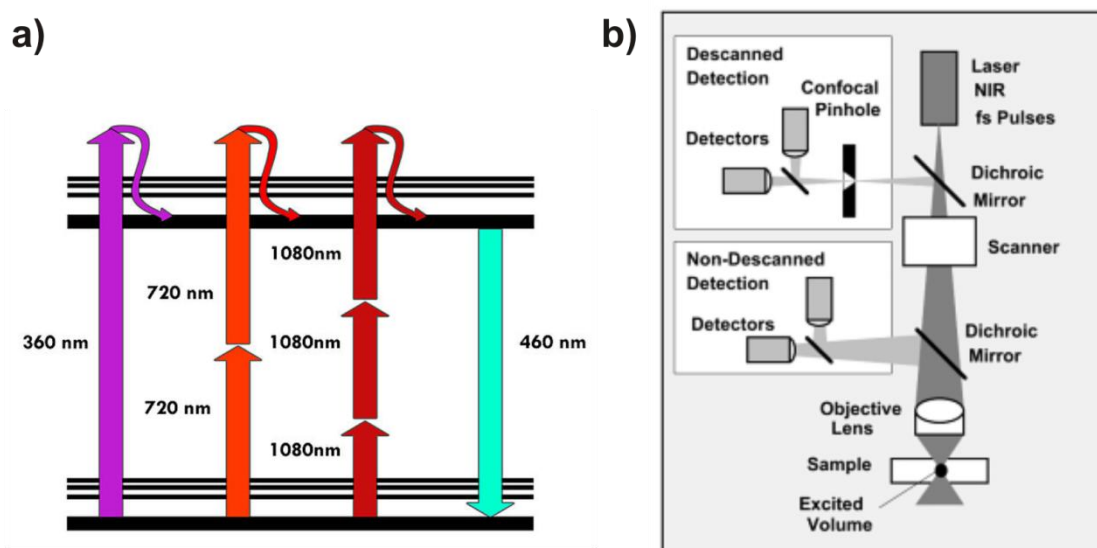 a)
360 nm
720 nm
720 nm
1080nm
1080nm
1080nm
460 nm
b)
Descanned
Detection
Confocal
Pinhole
Detectors
Laser
NIR
fs Pulses
Dichroic
Mirror
Scanner
Non-Descanned
Detection
Detectors
Dichroic
Mirror
Objective
Lens
Sample
Excited
Volume